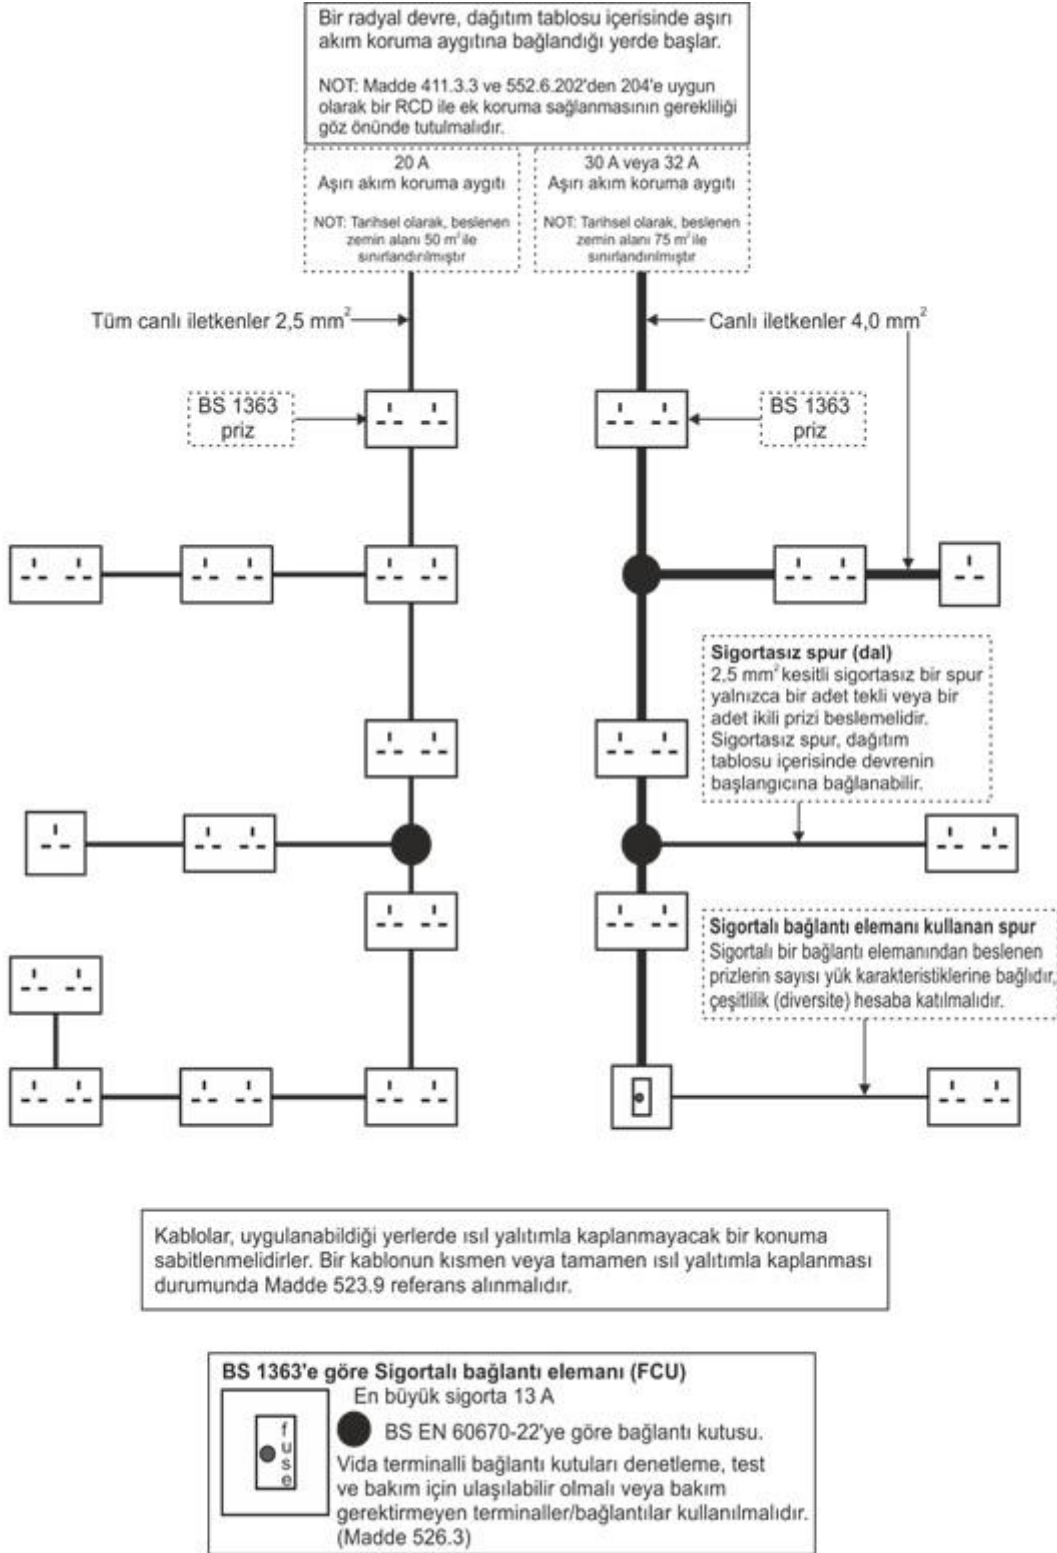 Bir radyal devre, dağıtım tablosu içerisinde aşırı
akım koruma aygıtına bağlandığı yerde başlar.
NOT: Madde 411.3.3 ve 552.6.202'den 204'e uygun
olarak bir RCD ile ek koruma sağlanmasının gerekliliği
göz önünde tutulmalıdır.
20 A
Aşırı akım koruma aygıtı
NOT: Tarihsel olarak, beslenen
zemin alanı 50 m² ile
sınırlandırılmıştır
30 A veya 32 A
Aşırı akım koruma aygıtı
NOT: Tarihsel olarak, beslenen
zemin alanı 75 m² ile
sınırlandırılmıştır
Tüm canlı iletkenler 2,5 mm²
Canlı iletkenler 4,0 mm²
BS 1363
priz
BS 1363
priz
Sigortasız spur (dal)
2,5 mm² kesitli sigortasız bir spur
yalnızca bir adet tekli veya bir
adet ikili prizi beslemelidir.
Sigortasız spur, dağıtım
tablosu içerisinde devrenin
başlangıcına bağlanabilir.
Sigortalı bağlantı elemanı kullanan spur
Sigortalı bir bağlantı elemanından beslenen
prizlerin sayısı yük karakteristiklerine bağlıdır,
çeşitlilik (diversite) hesaba katılmalıdır.
Kablolar, uygulanabildiği yerlerde ısıl yalıtımla kaplanmayacak bir konuma
sabitlenmelidirler. Bir kablonun kısmen veya tamamen ısıl yalıtımla kaplanması
durumunda Madde 523.9 referans alınmalıdır.
BS 1363'e göre Sigortalı bağlantı elemanı (FCU)
En büyük sigorta 13 A
fuse
BS EN 60670-22'ye göre bağlantı kutusu.
Vida terminalli bağlantı kutuları denetleme, test
ve bakım için ulaşılabilir olmalı veya bakım
gerektirmeyen terminaller/bağlantılar kullanılmalıdır.
(Madde 526.3)